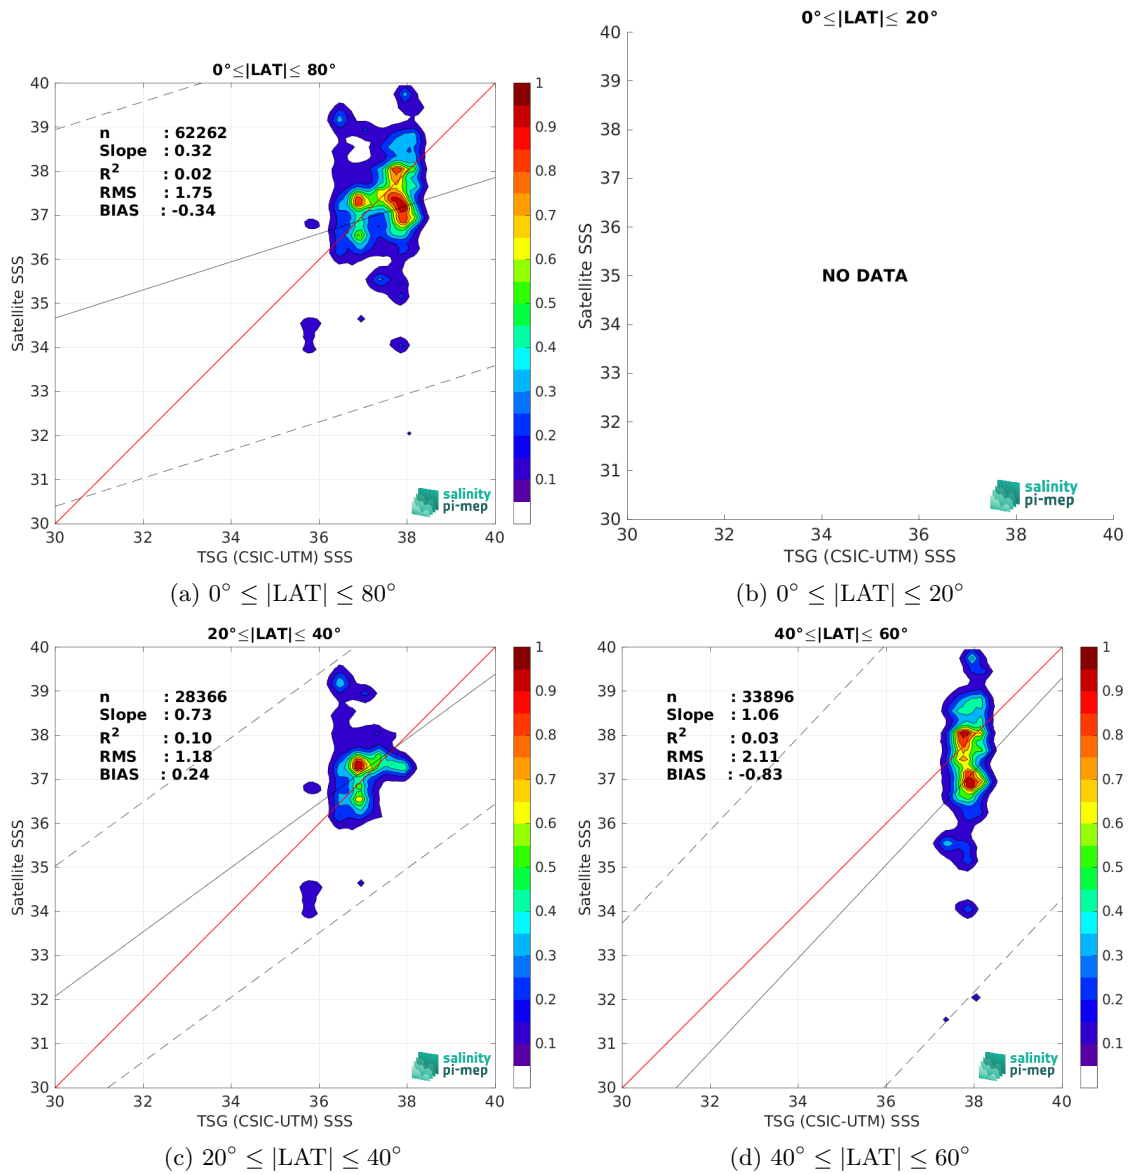 0°≤|LAT|≤ 80°
40
39
38
37
36
35
34
33
32
31
30
30 32 34 36 38 40
Satellite SSS
TSG (CSIC-UTM) SSS
n : 62262
Slope : 0.32
R² : 0.02
RMS : 1.75
BIAS : -0.34
1
0.9
0.8
0.7
0.6
0.5
0.4
0.3
0.2
0.1
salinity
pi-mep
(a) 0° ≤ |LAT| ≤ 80°
0°≤|LAT|≤ 20°
40
39
38
37
36
35
34
33
32
31
30
30 32 34 36 38 40
Satellite SSS
TSG (CSIC-UTM) SSS
NO DATA
salinity
pi-mep
(b) 0° ≤ |LAT| ≤ 20°
20°≤|LAT|≤ 40°
40
39
38
37
36
35
34
33
32
31
30
30 32 34 36 38 40
Satellite SSS
TSG (CSIC-UTM) SSS
n : 28366
Slope : 0.73
R² : 0.10
RMS : 1.18
BIAS : 0.24
1
0.9
0.8
0.7
0.6
0.5
0.4
0.3
0.2
0.1
salinity
pi-mep
(c) 20° ≤ |LAT| ≤ 40°
40°≤|LAT|≤ 60°
40
39
38
37
36
35
34
33
32
31
30
30 32 34 36 38 40
Satellite SSS
TSG (CSIC-UTM) SSS
n : 33896
Slope : 1.06
R² : 0.03
RMS : 2.11
BIAS : -0.83
1
0.9
0.8
0.7
0.6
0.5
0.4
0.3
0.2
0.1
salinity
pi-mep
(d) 40° ≤ |LAT| ≤ 60°